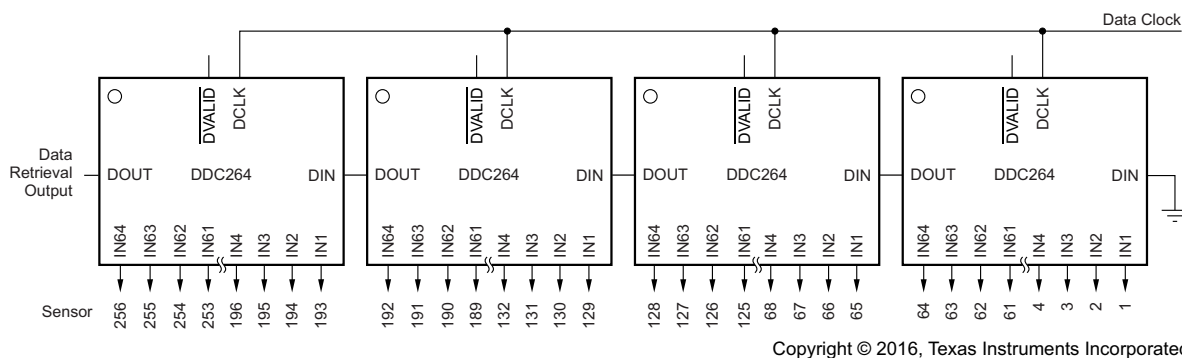 Data Clock
DVALID DCLK DVALID DCLK DVALID DCLK DVALID DCLK
Data
Retrieval
Output
DOUT DDC264 DIN DOUT DDC264 DIN DOUT DDC264 DIN DOUT DDC264 DIN
IN64 IN63 IN62 IN61 IN4 IN3 IN2 IN1 IN64 IN63 IN62 IN61 IN4 IN3 IN2 IN1 IN64 IN63 IN62 IN61 IN4 IN3 IN2 IN1 IN64 IN63 IN62 IN61 IN4 IN3 IN2 IN1
Sensor 256 255 254 253 196 195 194 193 192 191 190 189 132 131 130 129 128 127 126 125 68 67 66 65 64 63 62 61 4 3 2 1
Copyright © 2016, Texas Instruments Incorporated